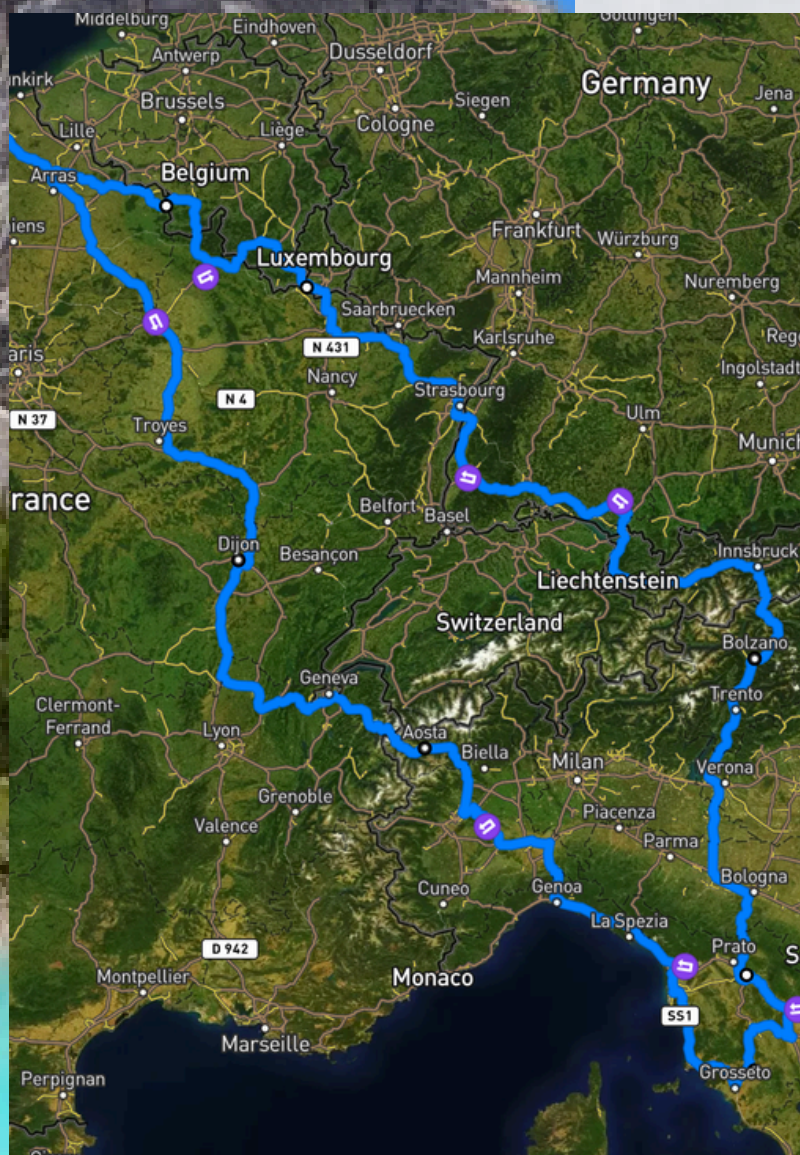 Middelburg
Eindhoven
Gottingen
Antwerp
Dusseldorf
Germany
nkirk
Brussels
Siegen
Jena
Cologne
Lille
Liège
Arras
Belgium
iens
Frankfurt
Würzburg
Luxembourg
Mannheim
Nuremberg
Saarbruecken
Karlsruhe
Reg
aris
N 431
Ingolstadt
Nancy
Strasbourg
N 4
N 37
Troyes
Ulm
Munich
rance
Belfort
Basel
Dijon
Besançon
Innsbruck
Liechtenstein
Switzerland
Bolzano
Geneva
Trento
Clermont-
Ferrand
Lyon
Aosta
Biella
Milan
Verona
Grenoble
Piacenza
Valence
Parma
Bologna
Cuneo
Genoa
La Spezia
D 942
Prato
S
Montpellier
Monaco
SS1
Marseille
Perpignan
Grosseto